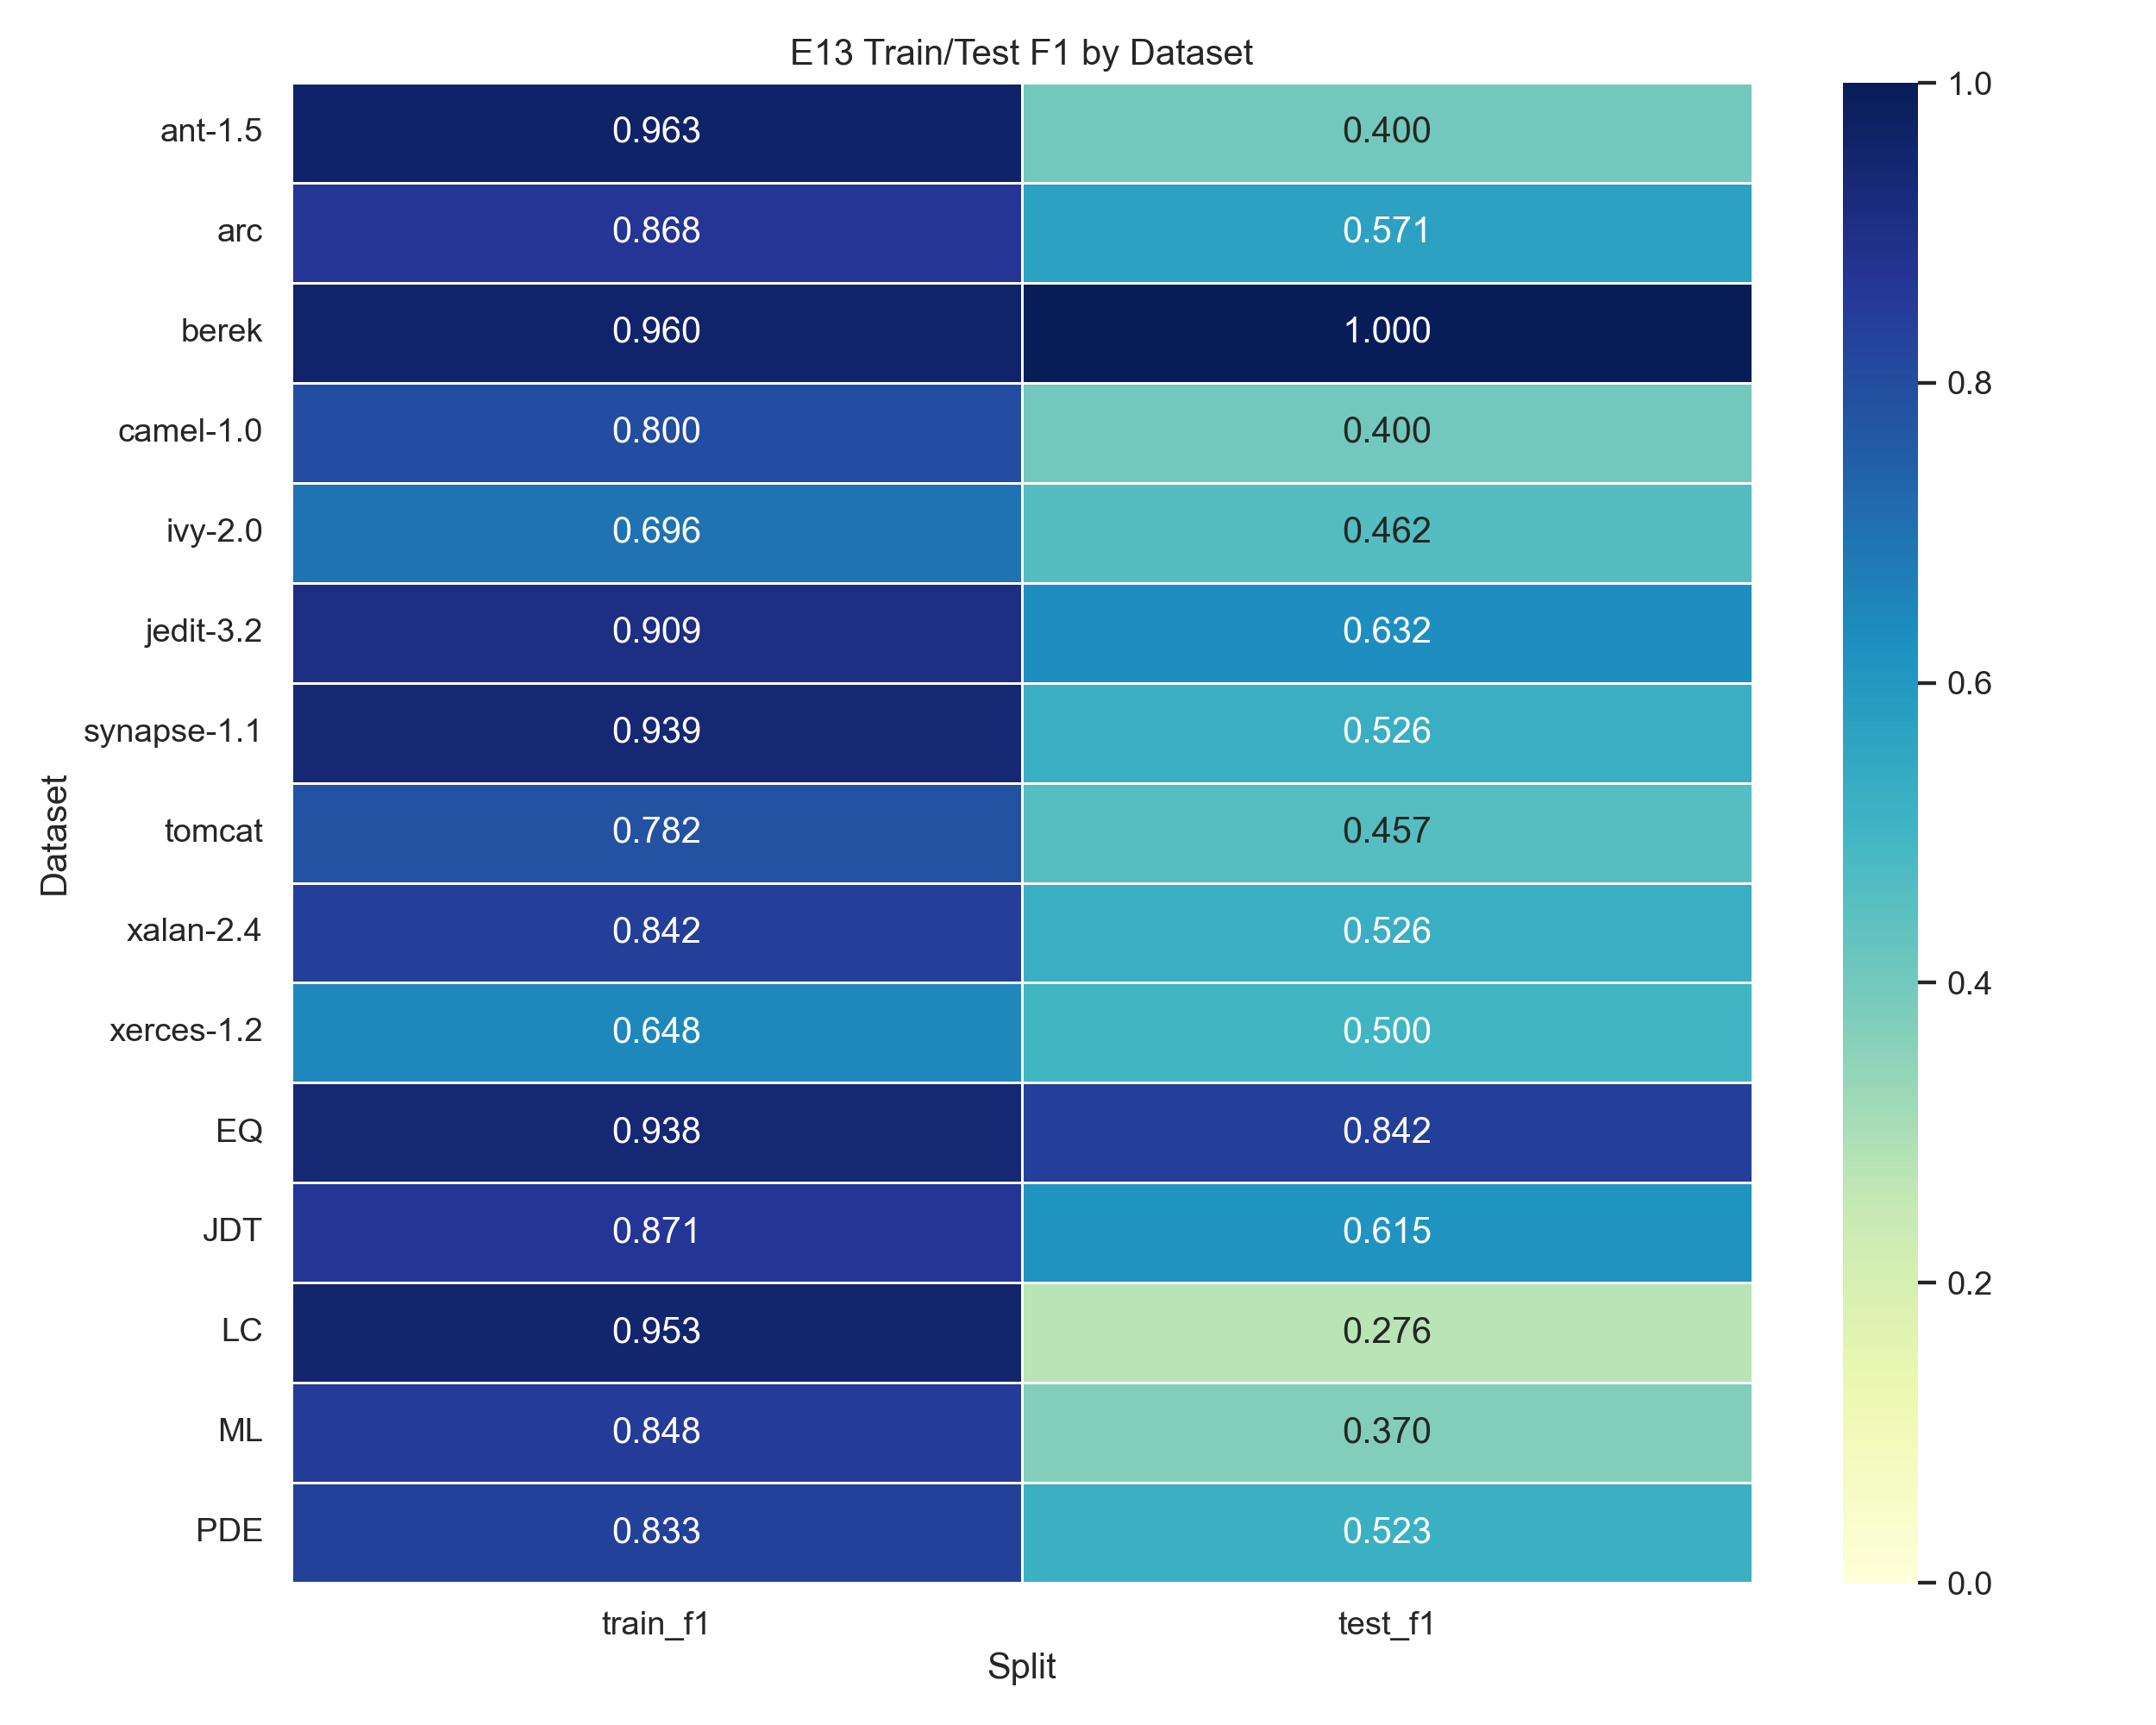 E13 Train/Test F1 by Dataset
ant-1.5 0.963 0.400
arc 0.868 0.571
berek 0.960 1.000
camel-1.0 0.800 0.400
ivy-2.0 0.696 0.462
jedit-3.2 0.909 0.632
synapse-1.1 0.939 0.526
tomcat 0.782 0.457
xalan-2.4 0.842 0.526
xerces-1.2 0.648 0.500
EQ 0.938 0.842
JDT 0.871 0.615
LC 0.953 0.276
ML 0.848 0.370
PDE 0.833 0.523
train_f1 test_f1
Split
Dataset
1.0
0.8
0.6
0.4
0.2
0.0